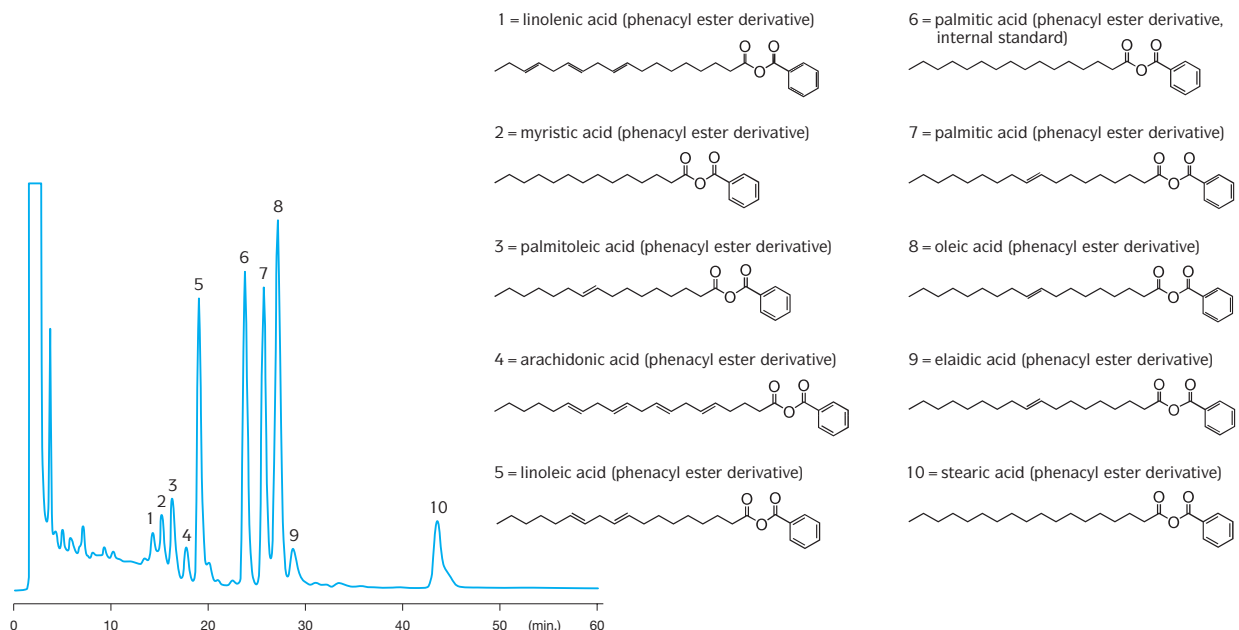 1 = linolenic acid (phenacyl ester derivative)
O O
O
2 = myristic acid (phenacyl ester derivative)
O O
O
3 = palmitoleic acid (phenacyl ester derivative)
O O
O
4 = arachidonic acid (phenacyl ester derivative)
O O
O
5 = linoleic acid (phenacyl ester derivative)
O O
O
6 = palmitic acid (phenacyl ester derivative,
internal standard)
O O
O
7 = palmitic acid (phenacyl ester derivative)
O O
O
8 = oleic acid (phenacyl ester derivative)
O O
O
9 = elaidic acid (phenacyl ester derivative)
O O
O
10 = stearic acid (phenacyl ester derivative)
O O
O
8
6
7
5
3
2
1
4
9
10
0 10 20 30 40 50 (min.) 60